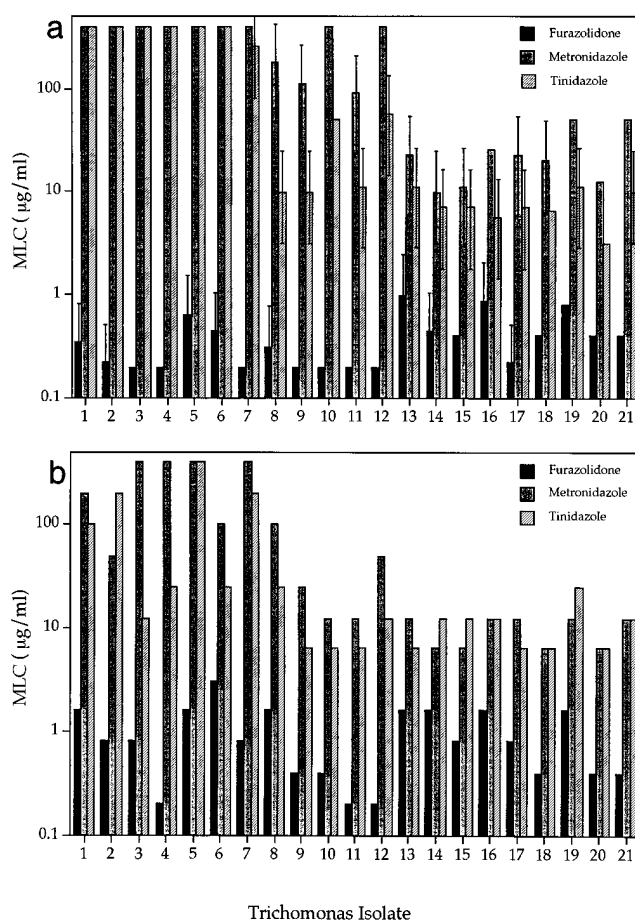 a
Furazolidone
Metronidazole
Tinidazole
MLC (µg/ml)
100
10
1
0.1
1 2 3 4 5 6 7 8 9 10 11 12 13 14 15 16 17 18 19 20 21
b
Furazolidone
Metronidazole
Tinidazole
MLC (µg/ml)
100
10
1
0.1
1 2 3 4 5 6 7 8 9 10 11 12 13 14 15 16 17 18 19 20 21
Trichomonas Isolate